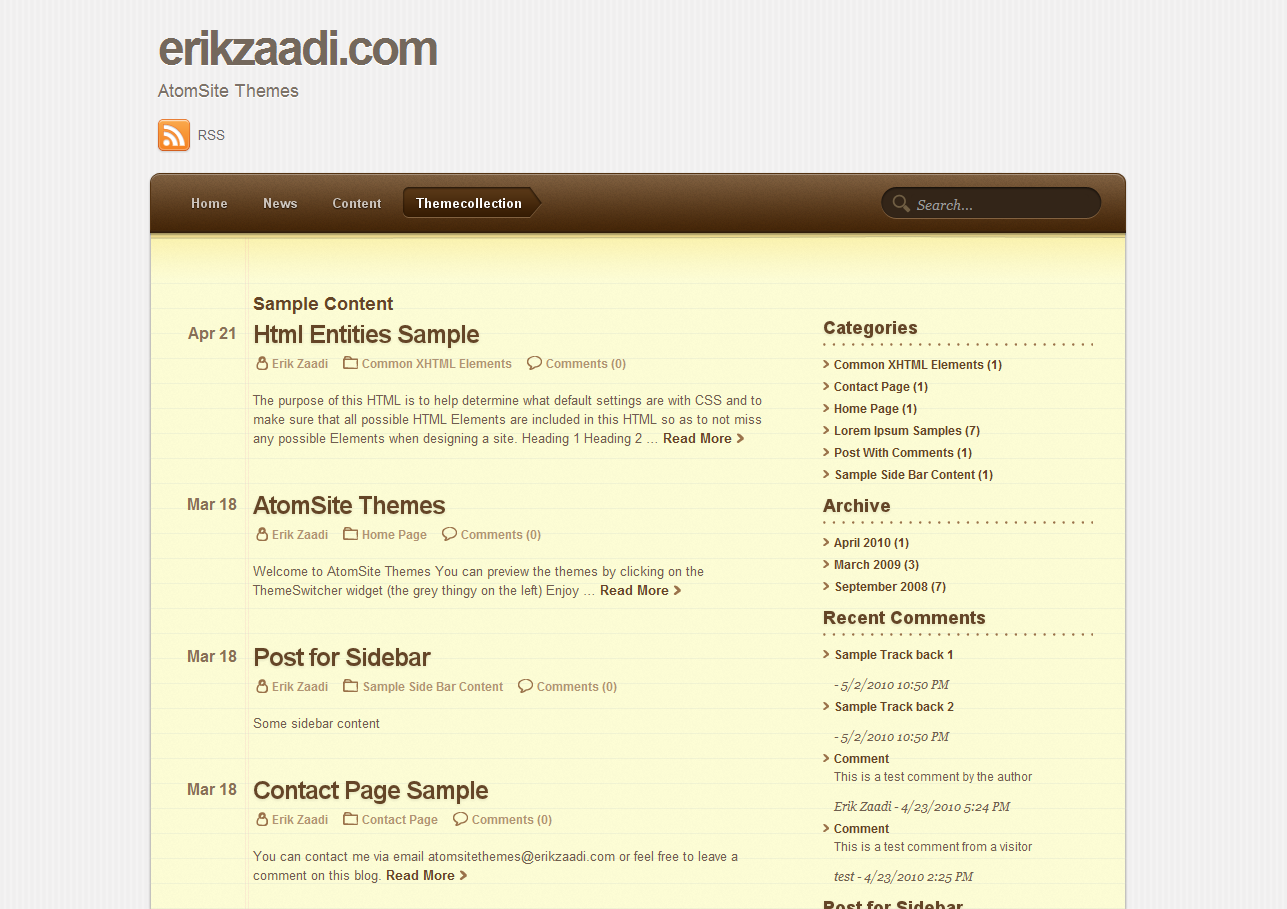 erikzaadi.com
AtomSite Themes
RSS
Home News Content Themecollection Search...
Sample Content
Apr 21
Html Entities Sample
Erik Zaadi Common XHTML Elements Comments (0)
The purpose of this HTML is to help determine what default settings are with CSS and to
make sure that all possible HTML Elements are included in this HTML so as to not miss
any possible Elements when designing a site. Heading 1 Heading 2 ... Read More
Mar 18
AtomSite Themes
Erik Zaadi Home Page Comments (0)
Welcome to AtomSite Themes You can preview the themes by clicking on the
ThemeSwitcher widget (the grey thingy on the left) Enjoy ... Read More
Mar 18
Post for Sidebar
Erik Zaadi Sample Side Bar Content Comments (0)
Some sidebar content
Mar 18
Contact Page Sample
Erik Zaadi Contact Page Comments (0)
You can contact me via email atomsitethemes@erikzaadi.com or feel free to leave a
comment on this blog. Read More
Categories
Common XHTML Elements (1)
Contact Page (1)
Home Page (1)
Lorem Ipsum Samples (7)
Post With Comments (1)
Sample Side Bar Content (1)
Archive
April 2010 (1)
March 2009 (3)
September 2008 (7)
Recent Comments
Sample Track back 1
- 5/2/2010 10:50 PM
Sample Track back 2
- 5/2/2010 10:50 PM
Comment
This is a test comment by the author
Erik Zaadi - 4/23/2010 5:24 PM
Comment
This is a test comment from a visitor
test - 4/23/2010 2:25 PM
Post for Sidebar